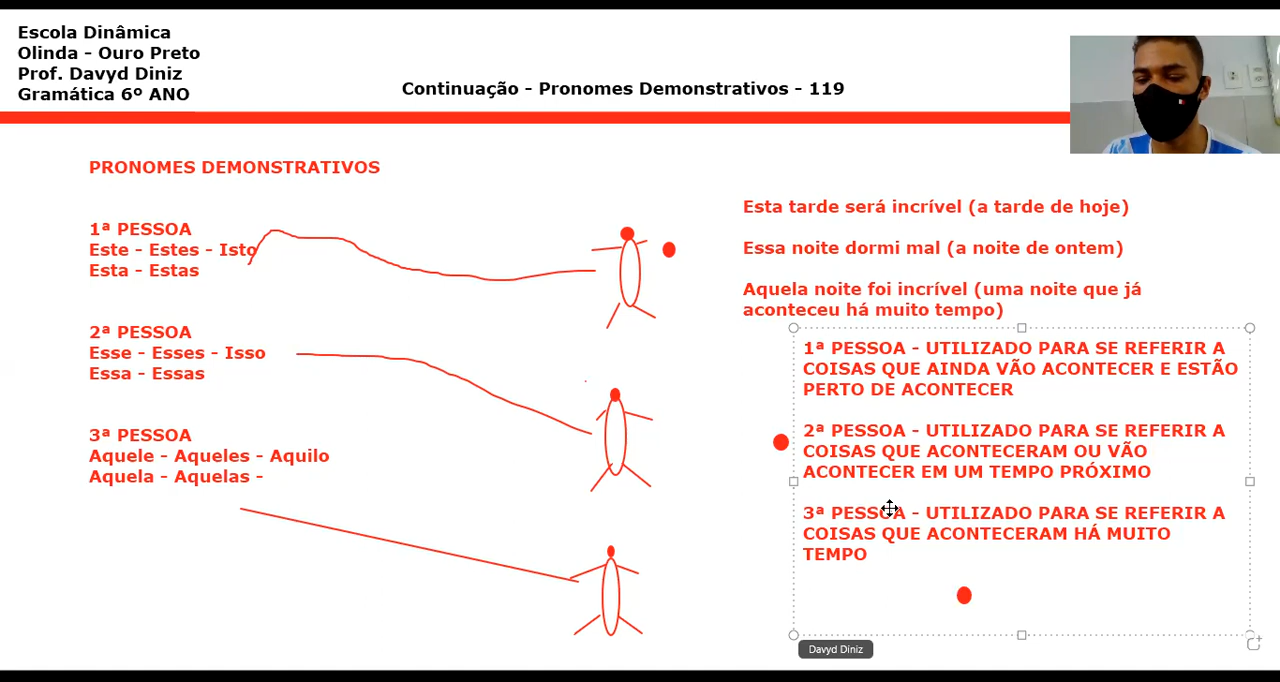 Escola Dinâmica
Olinda - Ouro Preto
Prof. Davyd Diniz
Gramática 6º ANO
Continuação - Pronomes Demonstrativos - 119
PRONOMES DEMONSTRATIVOS
1ª PESSOA
Este - Estes - Isto
Esta - Estas
2ª PESSOA
Esse - Esses - Isso
Essa - Essas
3ª PESSOA
Aquele - Aqueles - Aquilo
Aquela - Aquelas -
Esta tarde será incrível (a tarde de hoje)
Essa noite dormi mal (a noite de ontem)
Aquela noite foi incrível (uma noite que já
aconteceu há muito tempo)
1ª PESSOA - UTILIZADO PARA SE REFERIR A
COISAS QUE AINDA VÃO ACONTECER E ESTÃO
PERTO DE ACONTECER
2ª PESSOA - UTILIZADO PARA SE REFERIR A
COISAS QUE ACONTECERAM OU VÃO
ACONTECER EM UM TEMPO PRÓXIMO
3ª PESSOA - UTILIZADO PARA SE REFERIR A
COISAS QUE ACONTECERAM HÁ MUITO
TEMPO
Davyd Diniz